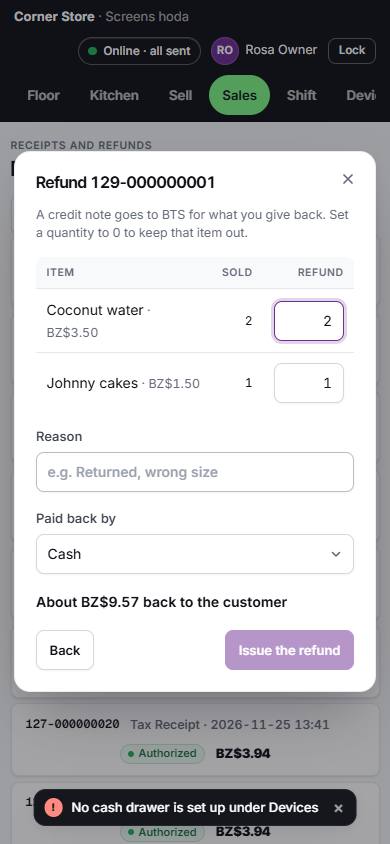 Corner Store · Screens hoda
Online · all sent
RO
Rosa Owner
Lock
Floor
Kitchen
Sell
Sales
Shift
RECEIPTS AND REFUNDS
Refund 129-000000001
×
A credit note goes to BTS for what you give back. Set
a quantity to 0 to keep that item out.
ITEM SOLD REFUND
Coconut water ·
BZ$3.50
2 2
Johnny cakes · BZ$1.50 1 1
Reason
e.g. Returned, wrong size
Paid back by
Cash
About BZ$9.57 back to the customer
Back
Issue the refund
127-000000020 Tax Receipt · 2026-11-25 13:41
Authorized BZ$3.94
! No cash drawer is set up under Devices ×
Authorized BZ$3.94